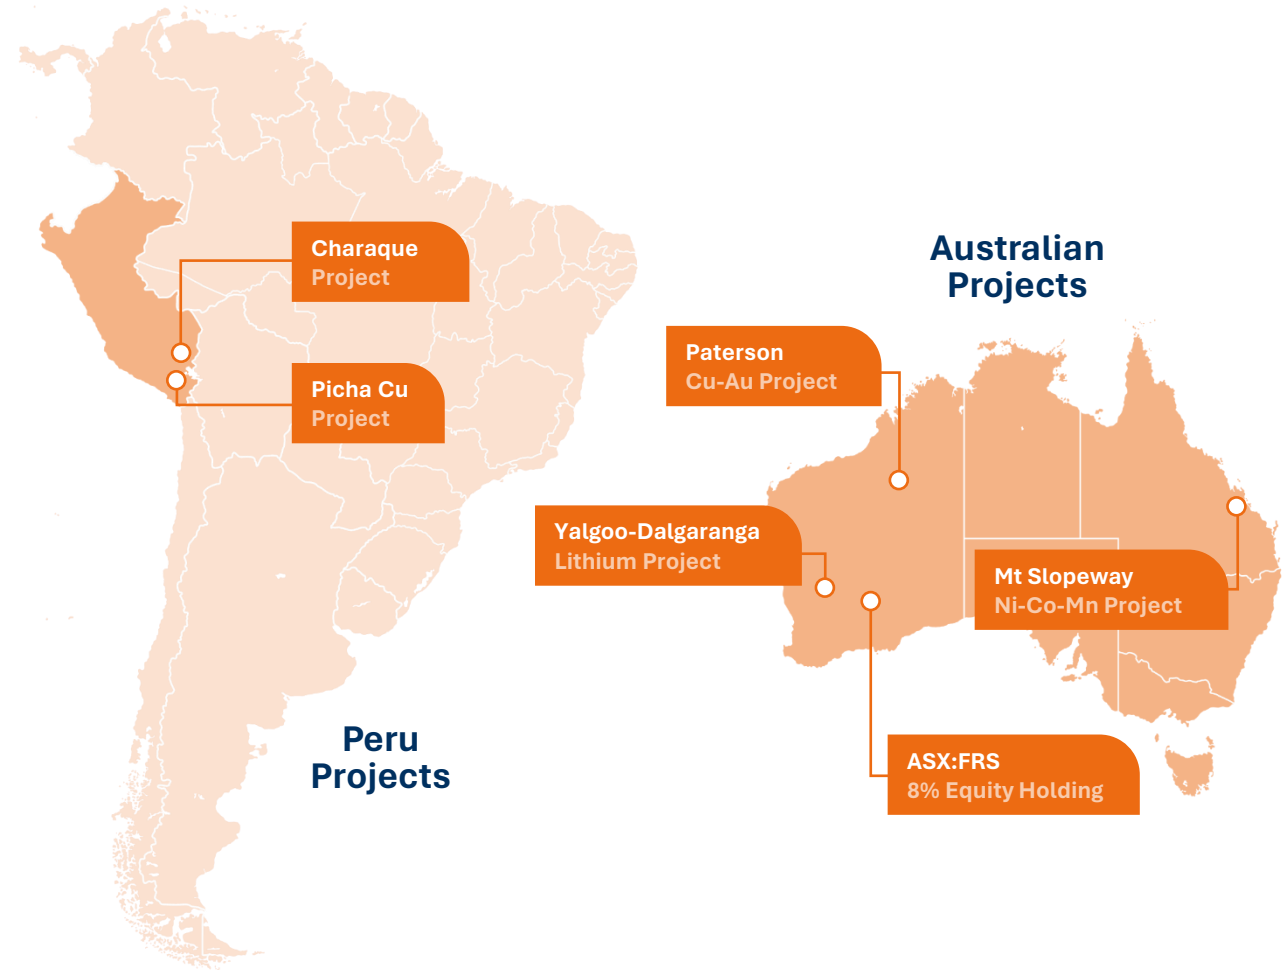 Charaque
Project
Picha Cu
Project
Peru
Projects
Australian
Projects
Paterson
Cu-Au Project
Yalgoo-Dalgaranga
Lithium Project
Mt Slopeway
Ni-Co-Mn Project
ASX:FRS
8% Equity Holding